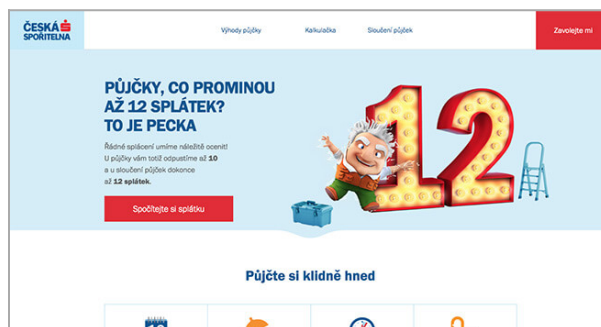 ČESKÁ
SPOŘITELNA
Výhody půjčky
Kalkulačka
Sloučení půjček
Zavolejte mi
PŮJČKY, CO PROMINOU
AŽ 12 SPLÁTEK?
TO JE PECKA
Řádné splácení umíme náležitě ocenit!
U půjčky vám totiž odpustíme až 10
a u sloučení půjček dokonce
až 12 splátek.
Spočítejte si splátku
12
Půjčte si klidně hned